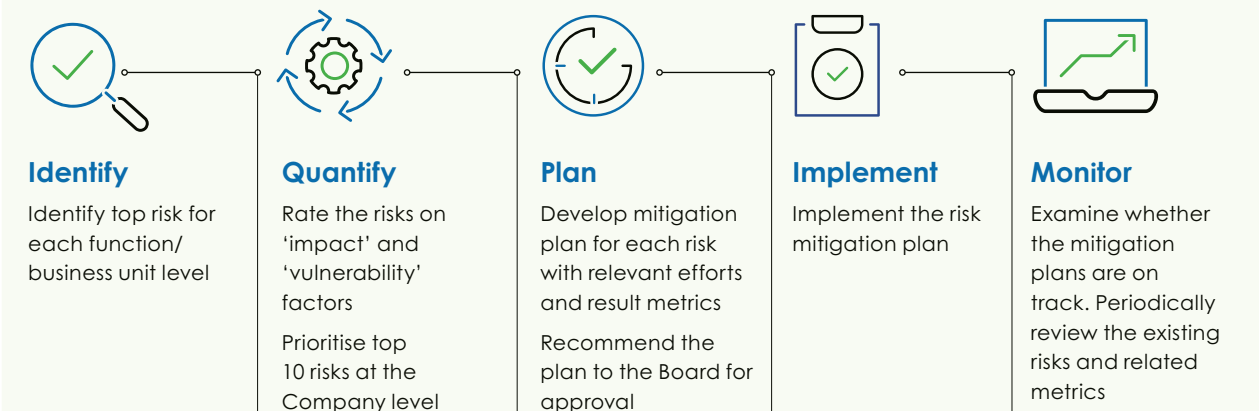 Identify
Identify top risk for
each function/
business unit level
Quantify
Rate the risks on
‘impact’ and
‘vulnerability’
factors
Prioritise top
10 risks at the
Company level
Plan
Develop mitigation
plan for each risk
with relevant efforts
and result metrics
Recommend the
plan to the Board for
approval
Implement
Implement the risk
mitigation plan
Monitor
Examine whether
the mitigation
plans are on
track. Periodically
review the existing
risks and related
metrics